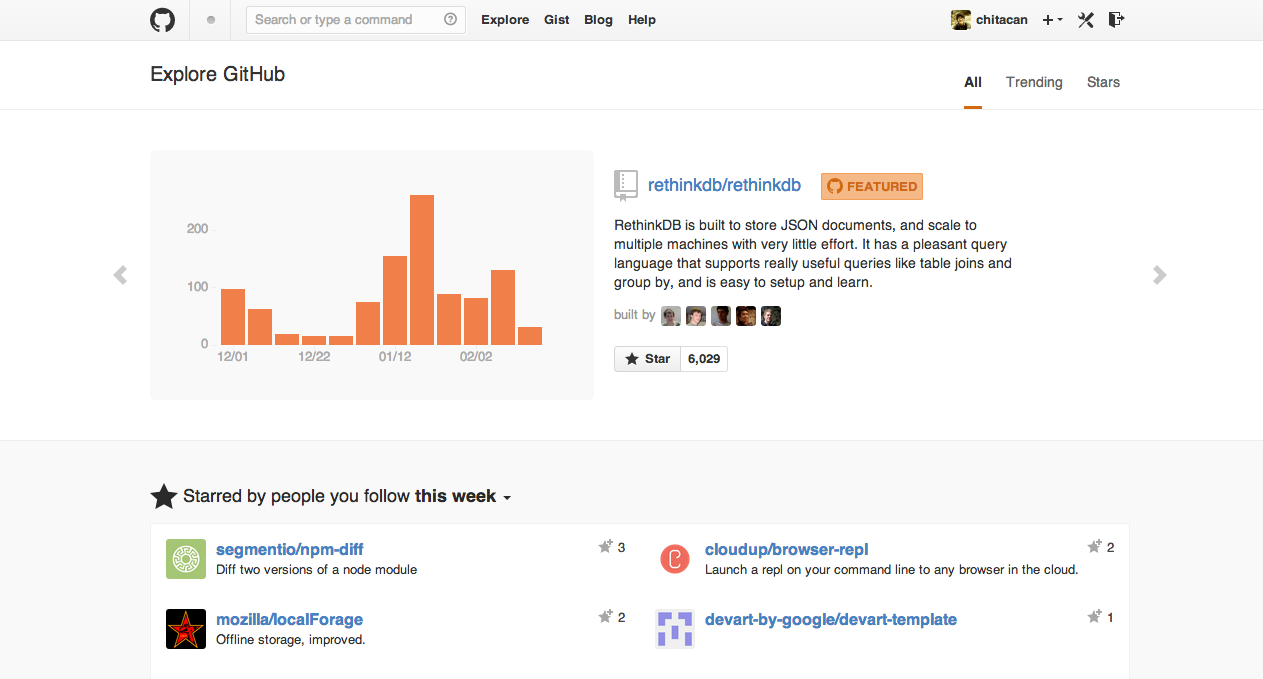 Search or type a command
Explore Gist Blog Help
chitacan
Explore GitHub
All Trending Stars
200
100
0
12/01 12/22 01/12 02/02
rethinkdb/rethinkdb
FEATURED
RethinkDB is built to store JSON documents, and scale to
multiple machines with very little effort. It has a pleasant query
language that supports really useful queries like table joins and
group by, and is easy to setup and learn.
built by
Star 6,029
Starred by people you follow this week
segmentio/npm-diff
3
Diff two versions of a node module
cloudup/browser-repl
2
Launch a repl on your command line to any browser in the cloud.
mozilla/localForage
2
Offline storage, improved.
devart-by-google/devart-template
1